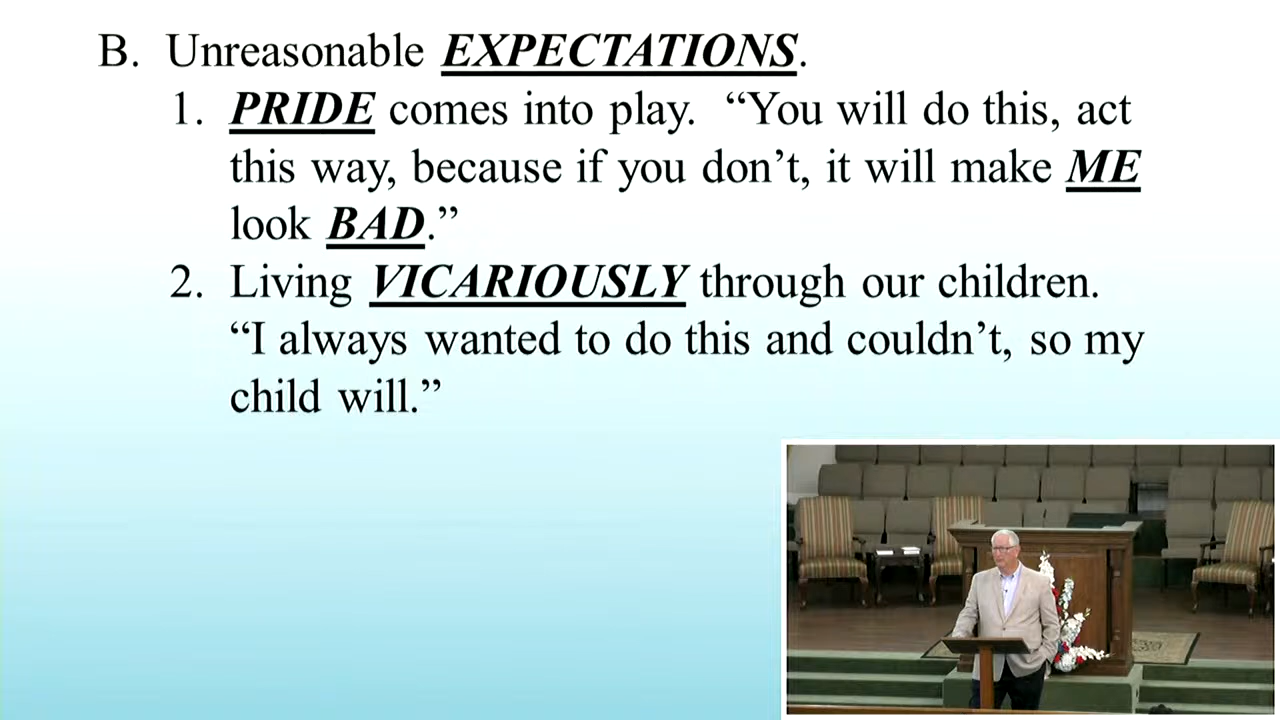 B. Unreasonable EXPECTATIONS.
1. PRIDE comes into play. “You will do this, act
this way, because if you don’t, it will make ME
look BAD.”
2. Living VICARIOUSLY through our children.
“I always wanted to do this and couldn’t, so my
child will.”